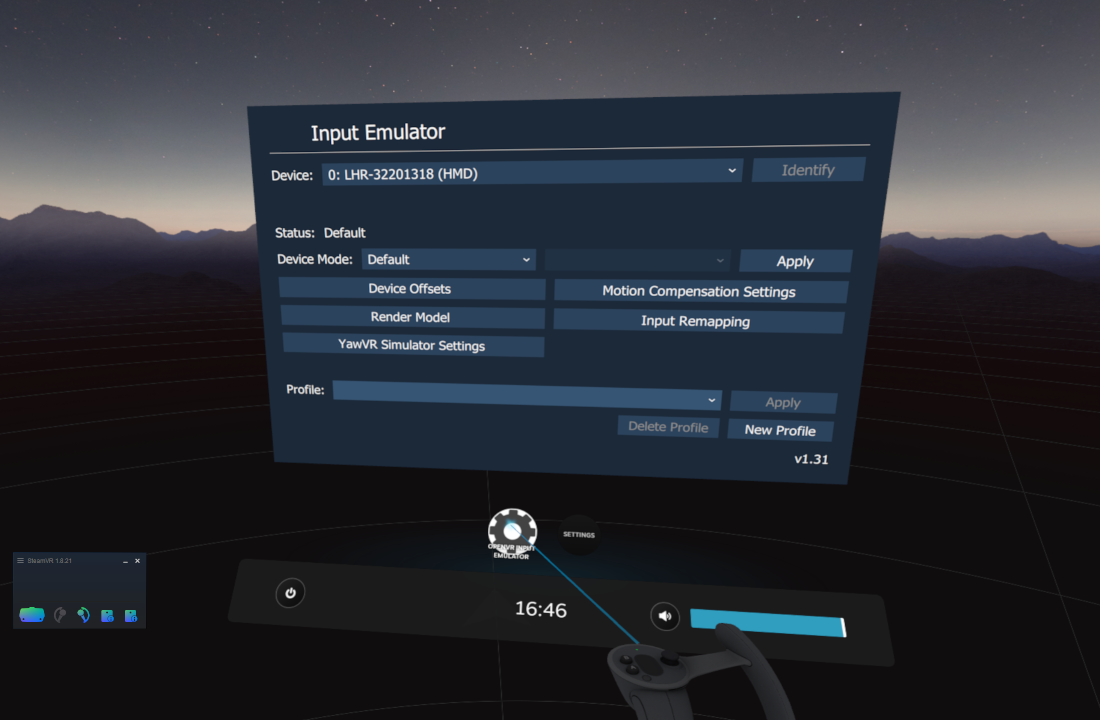 Input Emulator
Device: 0: LHR-32201318 (HMD) Identify
Status: Default
Device Mode: Default Apply
Device Offsets Motion Compensation Settings
Render Model Input Remapping
YawVR Simulator Settings
Profile: Apply
Delete Profile New Profile
v1.31
OPENVR INPUT
EMULATOR
SETTINGS
SteamVR 1.8.21
16:46